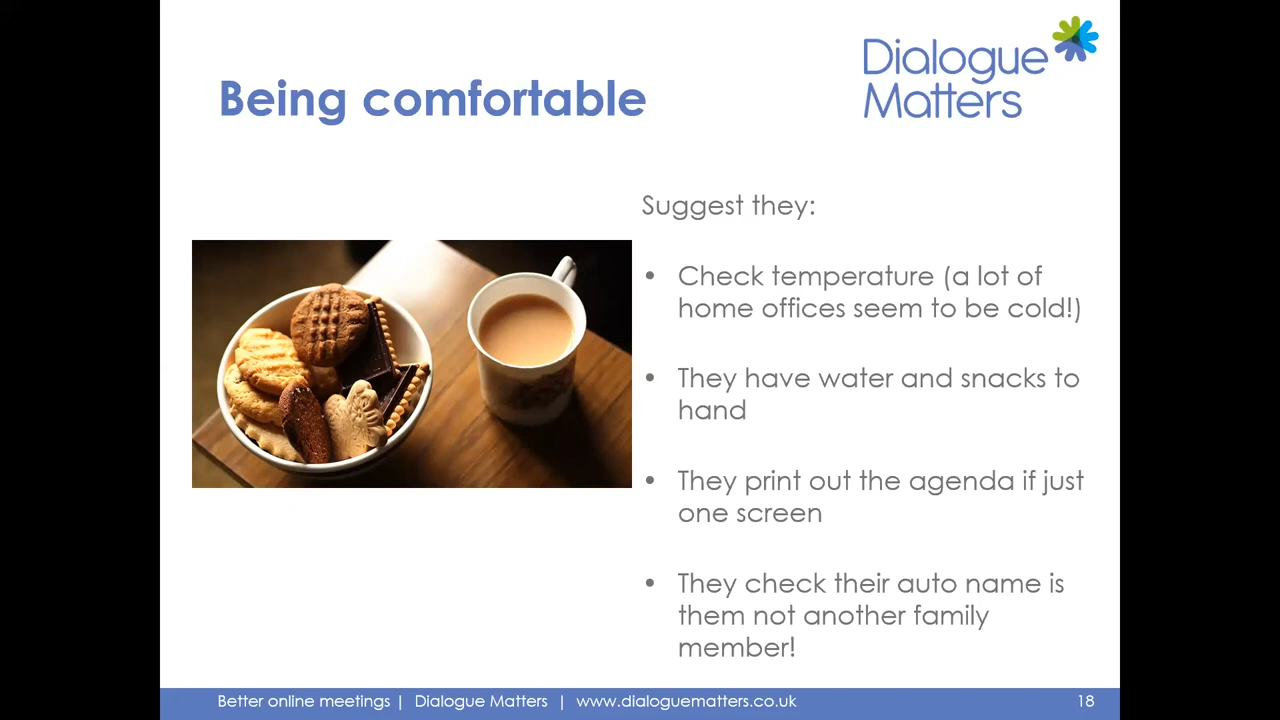 Being comfortable
Dialogue
Matters
Suggest they:
• Check temperature (a lot of
home offices seem to be cold!)
• They have water and snacks to
hand
• They print out the agenda if just
one screen
• They check their auto name is
them not another family
member!
Better online meetings | Dialogue Matters | www.dialoguematters.co.uk 18